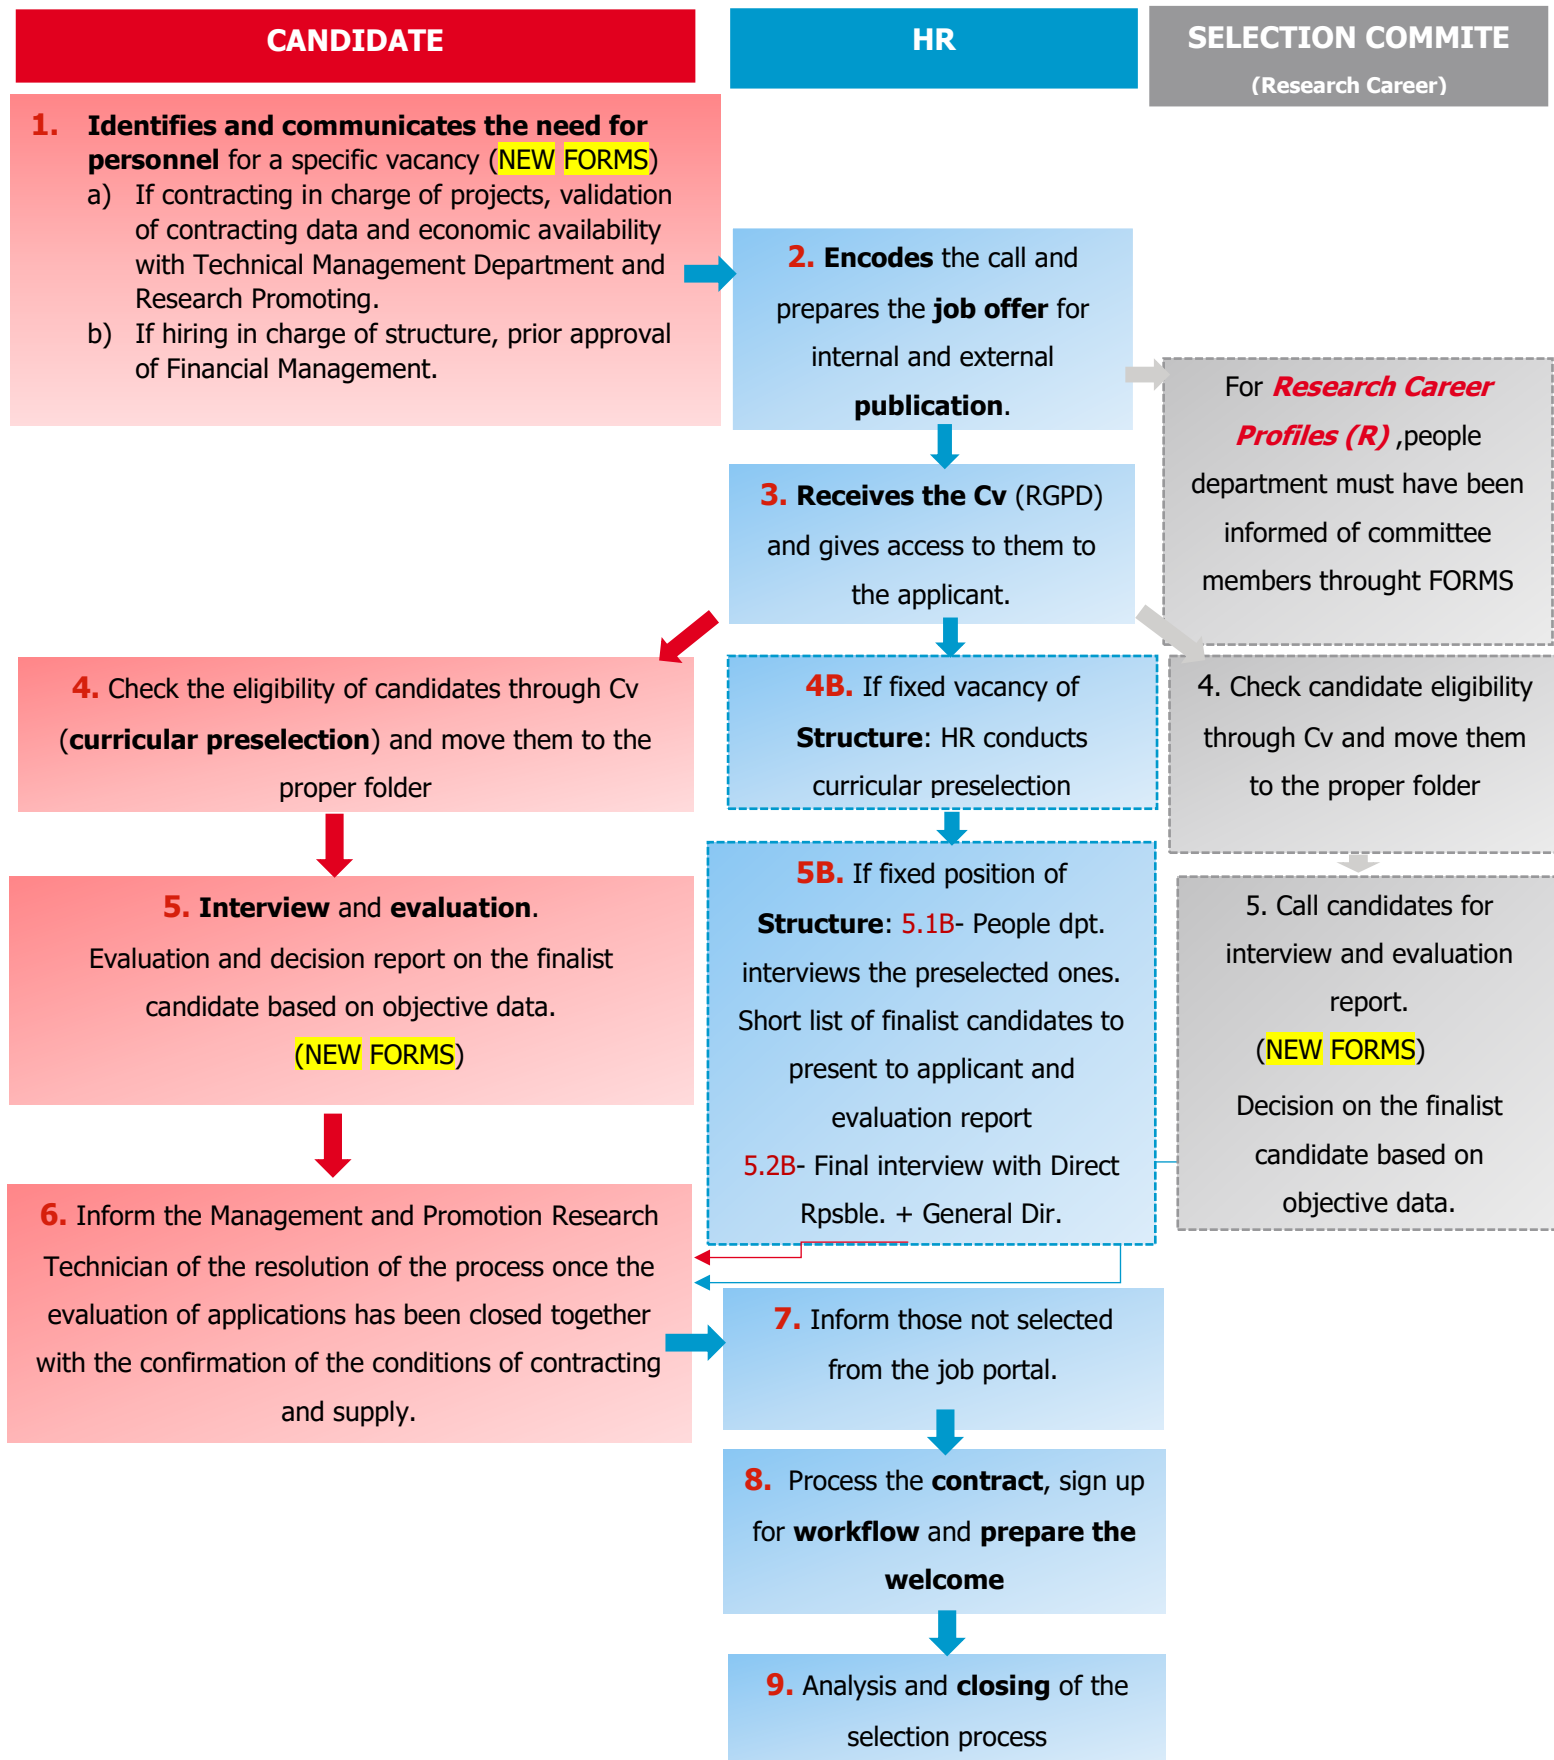 CANDIDATE
HR
SELECTION COMMITE
(Research Career)
1. Identifies and communicates the need for
personnel for a specific vacancy (NEW FORMS)
a) If contracting in charge of projects, validation
of contracting data and economic availability
with Technical Management Department and
Research Promoting.
b) If hiring in charge of structure, prior approval
of Financial Management.
2. Encodes the call and
prepares the job offer for
internal and external
publication.
For Research Career
Profiles (R) ,people
department must have been
informed of committee
members throught FORMS
3. Receives the Cv (RGPD)
and gives access to them to
the applicant.
4. Check the eligibility of candidates through Cv
(curricular preselection) and move them to the
proper folder
4B. If fixed vacancy of
Structure: HR conducts
curricular preselection
4. Check candidate eligibility
through Cv and move them
to the proper folder
5. Interview and evaluation.
Evaluation and decision report on the finalist
candidate based on objective data.
(NEW FORMS)
5B. If fixed position of
Structure: 5.1B- People dpt.
interviews the preselected ones.
Short list of finalist candidates to
present to applicant and
evaluation report
5.2B- Final interview with Direct
Rpsble. + General Dir.
5. Call candidates for
interview and evaluation
report.
(NEW FORMS)
Decision on the finalist
candidate based on
objective data.
6. Inform the Management and Promotion Research
Technician of the resolution of the process once the
evaluation of applications has been closed together
with the confirmation of the conditions of contracting
and supply.
7. Inform those not selected
from the job portal.
8. Process the contract, sign up
for workflow and prepare the
welcome
9. Analysis and closing of the
selection process